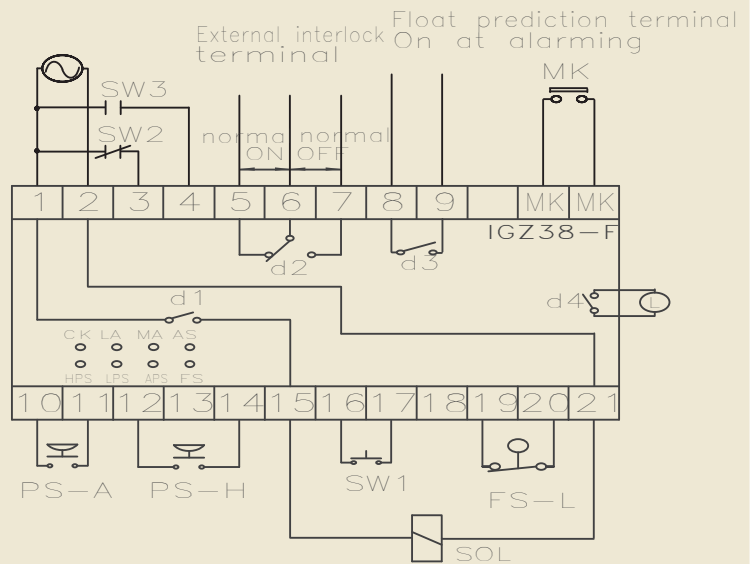 Float prediction terminal
External interlock On at alarming
terminal
MK
SW3
SW2
norma normal
ON OFF
1 2 3 4 5 6 7 8 9 MK MK
IGZ38-F
d2 d3
d1 d4 L
CK LA MA AS
HPS LPS APS FS
10 11 12 13 14 15 16 17 18 19 20 21
PS-A PS-H SW1
FS-L
SOL